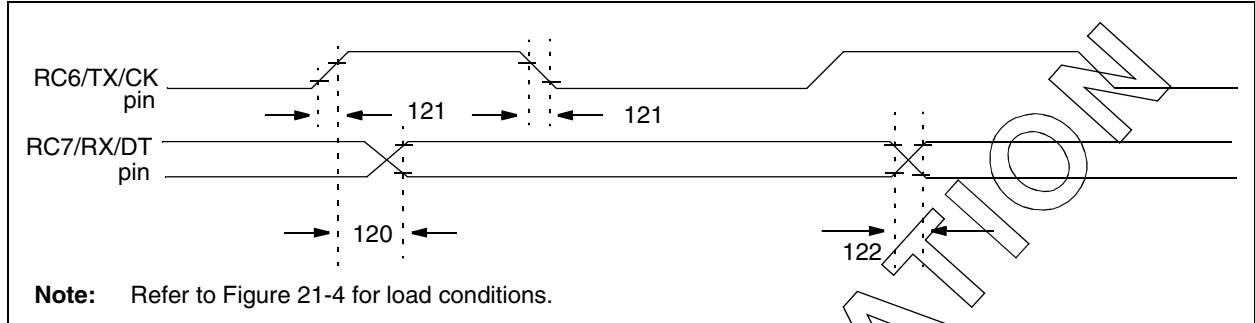 RC6/TX/CK
pin
121
121
RC7/RX/DT
pin
120
122
Note: Refer to Figure 21-4 for load conditions.
ATION